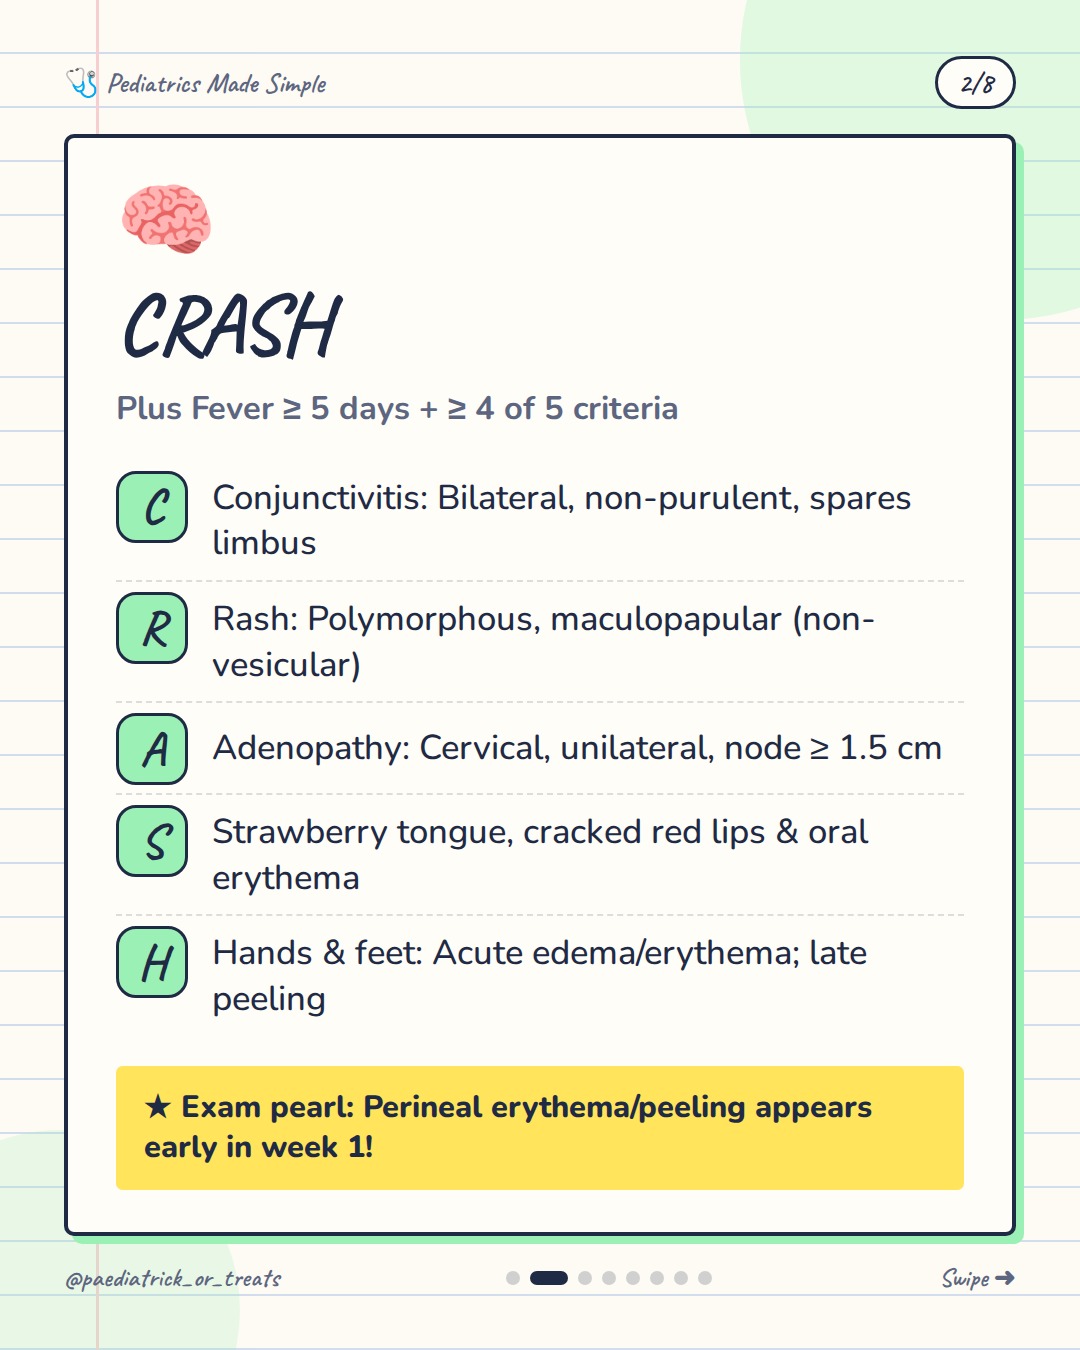 Pediatrics Made Simple
2/8
CRASH
Plus Fever ≥ 5 days + ≥ 4 of 5 criteria
C
Conjunctivitis: Bilateral, non-purulent, spares
limbus
R
Rash: Polymorphous, maculopapular (non-
vesicular)
A
Adenopathy: Cervical, unilateral, node ≥ 1.5 cm
S
Strawberry tongue, cracked red lips & oral
erythema
H
Hands & feet: Acute edema/erythema; late
peeling
★ Exam pearl: Perineal erythema/peeling appears
early in week 1!
@paediatrick_or_treats
Swipe ➜